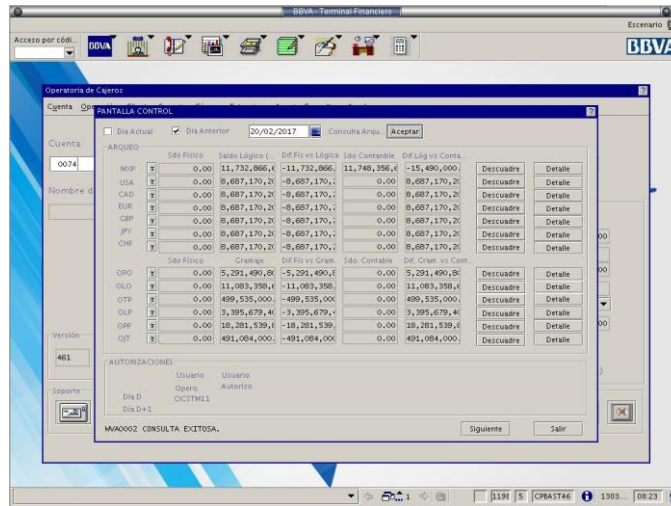 BBVA - Terminal Financiero
Escenario
Acceso por códi...
BBVA
BBVA
Operatoria de Cajeros
Cuenta
PANTALLA CONTROL
Día Actual Día Anterior 20/02/2017 Consulta Arqu... Aceptar
ARQUEO
Cuenta
0074
Sdo Físico Saldo Lógico (... Dif.Fís vs Lógica Sdo Contable Dif.Lóg vs Conta...
MXP 0.00 11,732,866,6 -11,732,866. 11,748,356,6 -15,490,000. Descuadre Detalle
USA 0.00 8,687,170,20 -8,687,170,2 0.00 8,687,170,20 Descuadre Detalle
CAD 0.00 8,687,170,20 -8,687,170,2 0.00 8,687,170,20 Descuadre Detalle
EUR 0.00 8,687,170,20 -8,687,170,2 0.00 8,687,170,20 Descuadre Detalle
GBP 0.00 8,687,170,20 -8,687,170,2 0.00 8,687,170,20 Descuadre Detalle
JPY 0.00 8,687,170,20 -8,687,170,2 0.00 8,687,170,20 Descuadre Detalle
CHF 0.00 8,687,170,20 -8,687,170,2 0.00 8,687,170,20 Descuadre Detalle
Nombre d
Sdo Físico Gramaje Dif.Fís vs Gram. Sdo. Contable Dif. Gram. vs Cont...
OPO 0.00 5,291,490,80 -5,291,490,8 0.00 5,291,490,80 Descuadre Detalle
OLO 0.00 11,083,358,6 -11,083,358. 0.00 11,083,358,6 Descuadre Detalle
OTP 0.00 499,535,000. -499,535,000 0.00 499,535,000. Descuadre Detalle
OLP 0.00 3,395,679,40 -3,395,679,4 0.00 3,395,679,40 Descuadre Detalle
OPP 0.00 18,281,539,8 -18,281,539. 0.00 18,281,539,8 Descuadre Detalle
OJT 0.00 491,084,000. -491,084,000 0.00 491,084,000. Descuadre Detalle
Versión
461
AUTORIZACIONES
Usuario Usuario
Opero Autorizo
Día D CICSTM11
Día D+1
Soporte
WVA0002 CONSULTA EXITOSA.
Siguiente Salir
1 119( 5 CPBAST46 1303... 08:23